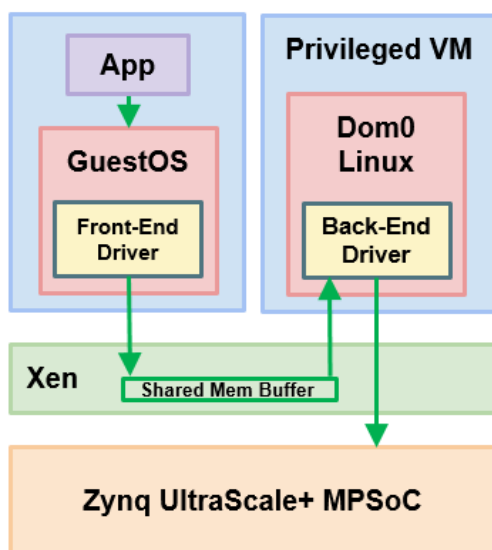 App
GuestOS
Front-End
Driver
Privileged VM
Dom0
Linux
Back-End
Driver
Xen
Shared Mem Buffer
Zynq UltraScale+ MPSoC